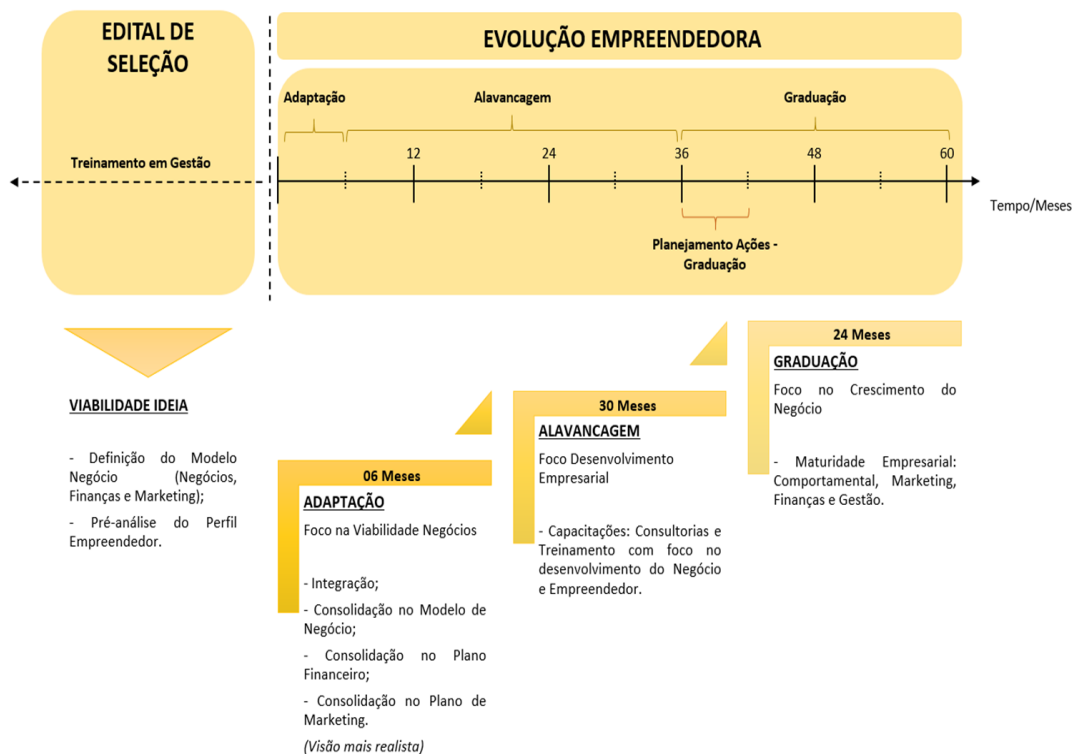 EDITAL DE
SELEÇÃO
Treinamento em Gestão
EVOLUÇÃO EMPREENDEDORA
Adaptação
Alavancagem
Graduação
12
24
36
48
60
Tempo/Meses
Planejamento Ações -
Graduação
VIABILIDADE IDEIA
- Definição do Modelo
Negócio (Negócios,
Finanças e Marketing);
- Pré-análise do Perfil
Empreendedor.
06 Meses
ADAPTAÇÃO
Foco na Viabilidade Negócios
- Integração;
- Consolidação no Modelo de
Negócio;
- Consolidação no Plano
Financeiro;
- Consolidação no Plano de
Marketing.
(Visão mais realista)
30 Meses
ALAVANCAGEM
Foco Desenvolvimento
Empresarial
- Capacitações: Consultorias e
Treinamento com foco no
desenvolvimento do Negócio
e Empreendedor.
24 Meses
GRADUAÇÃO
Foco no Crescimento do
Negócio
- Maturidade Empresarial:
Comportamental, Marketing,
Finanças e Gestão.